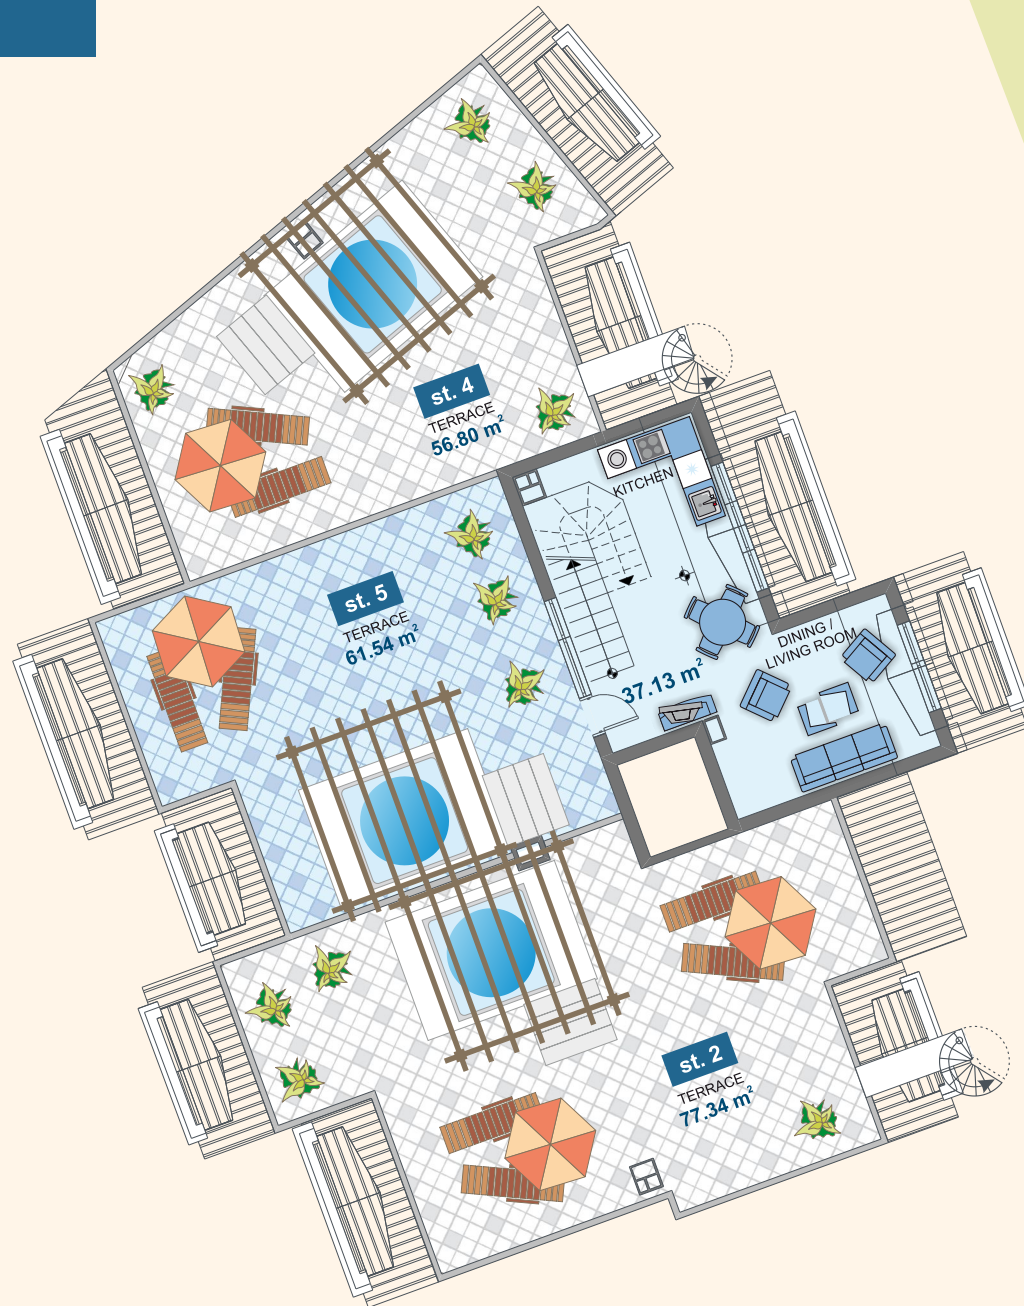 st. 4
TERRACE
56.80 m²
KITCHEN
st. 5
TERRACE
61.54 m²
DINING /
LIVING ROOM
37.13 m²
st. 2
TERRACE
77.34 m²